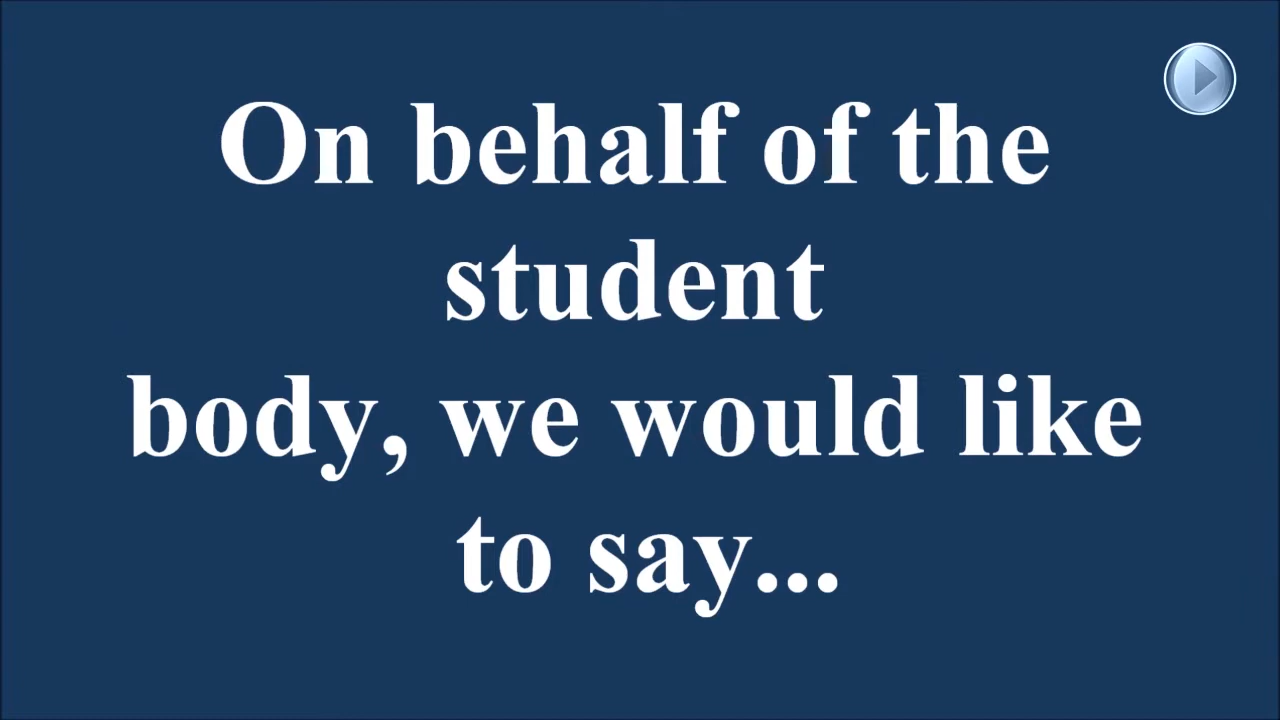 On behalf of the
student
body, we would like
to say...